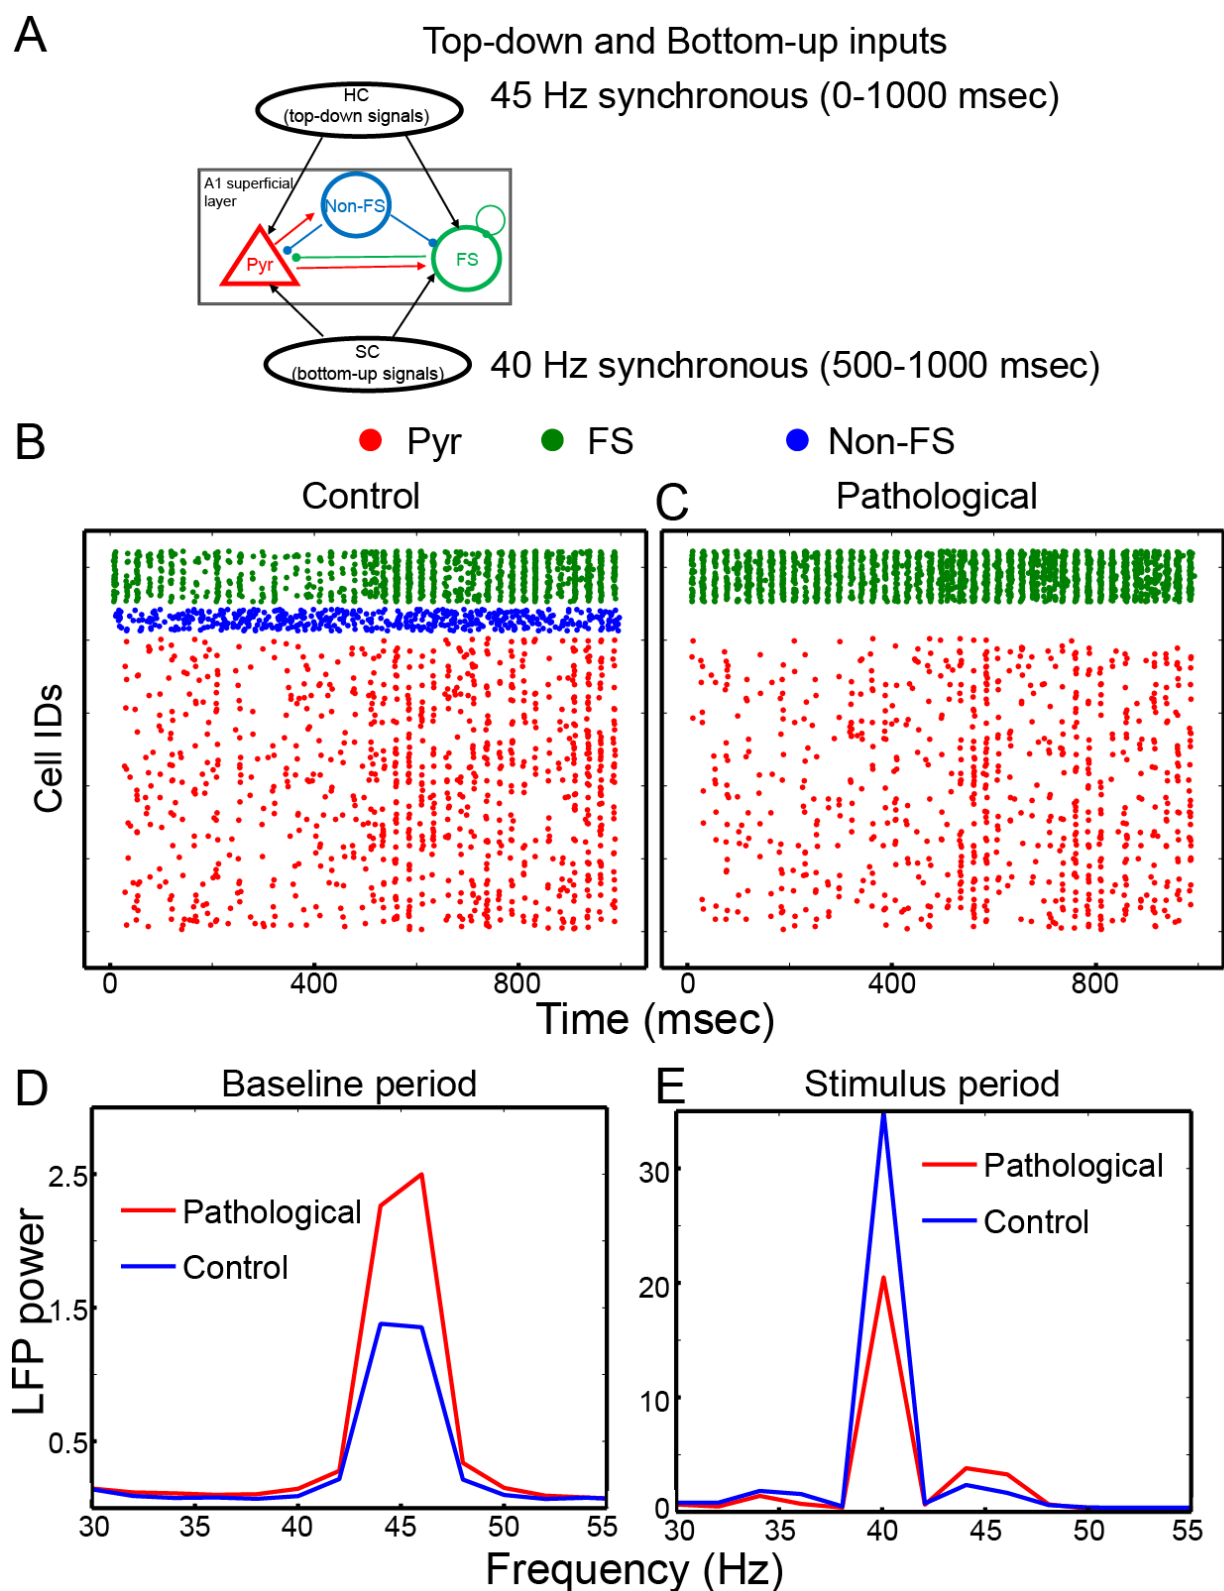 A
Top-down and Bottom-up inputs
HC
(top-down signals)
45 Hz synchronous (0-1000 msec)
A1 superficial
layer
Non-FS
Pyr
FS
SC
(bottom-up signals)
40 Hz synchronous (500-1000 msec)
B
Pyr
FS
Non-FS
Control
C
Pathological
Cell IDs
0
400
800
0
400
800
Time (msec)
D
Baseline period
E
Stimulus period
LFP power
2.5
1.5
0.5
Pathological
Control
30
35
40
45
50
55
30
20
10
0
Pathological
Control
30
35
40
45
50
55
Frequency (Hz)